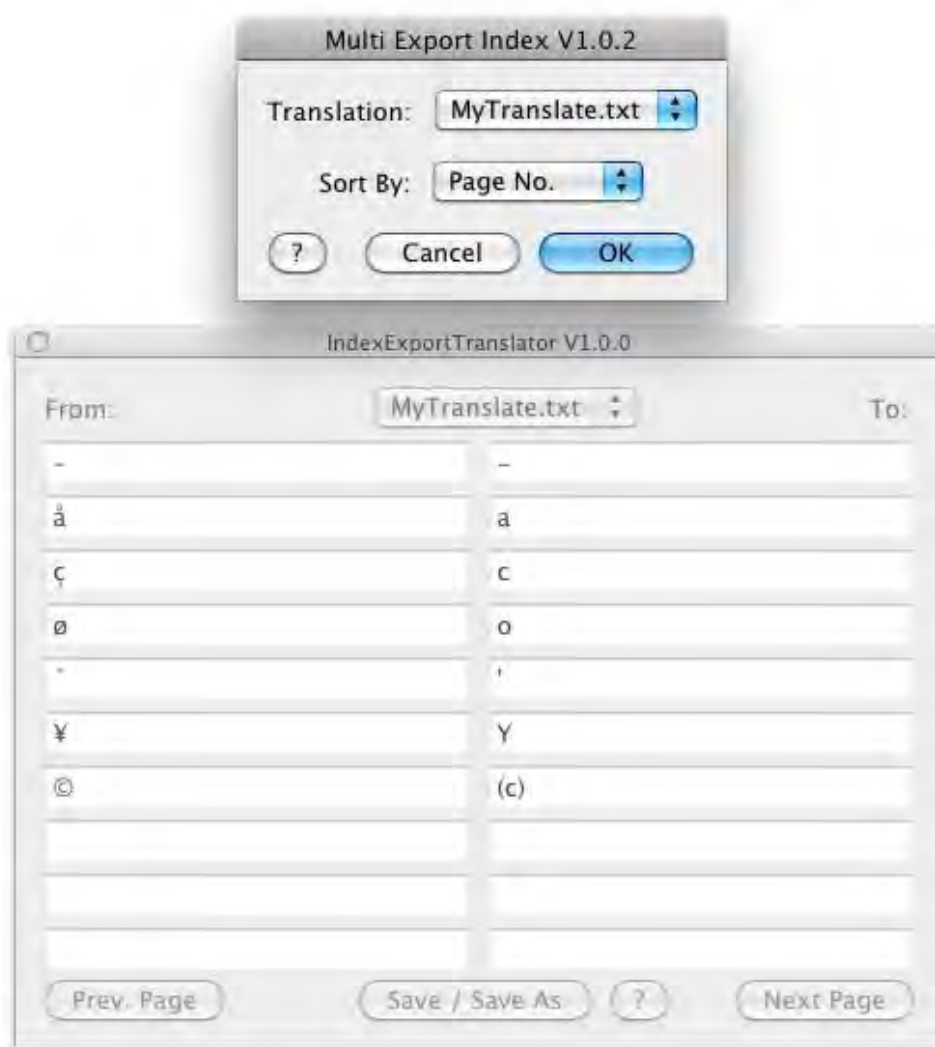 Multi Export Index V1.0.2
Translation: MyTranslate.txt
Sort By: Page No.
? Cancel OK
IndexExportTranslator V1.0.0
From: MyTranslate.txt To:
- –
å a
ç c
ø o
'
¥ Y
© (c)
Prev. Page Save / Save As ? Next Page